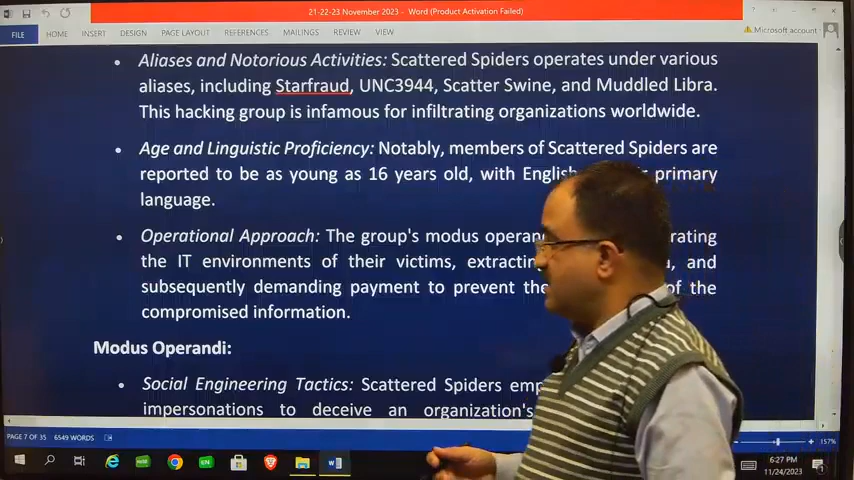 21-22-23 November 2023 - Word (Product Activation Failed)
FILE HOME INSERT DESIGN PAGE LAYOUT REFERENCES MAILINGS REVIEW VIEW Microsoft account
Aliases and Notorious Activities: Scattered Spiders operates under various
aliases, including Starfraud, UNC3944, Scatter Swine, and Muddled Libra.
This hacking group is infamous for infiltrating organizations worldwide.
Age and Linguistic Proficiency: Notably, members of Scattered Spiders are
reported to be as young as 16 years old, with English primary
language.
Operational Approach: The group's modus
the IT environments of their victims, and
subsequently demanding payment to prevent of the
compromised information.
Modus Operandi:
Social Engineering Tactics: Scattered Spiders
impersonations to deceive an organization's
PAGE 7 OF 35 6549 WORDS 157%
6:27 PM
11/24/2023